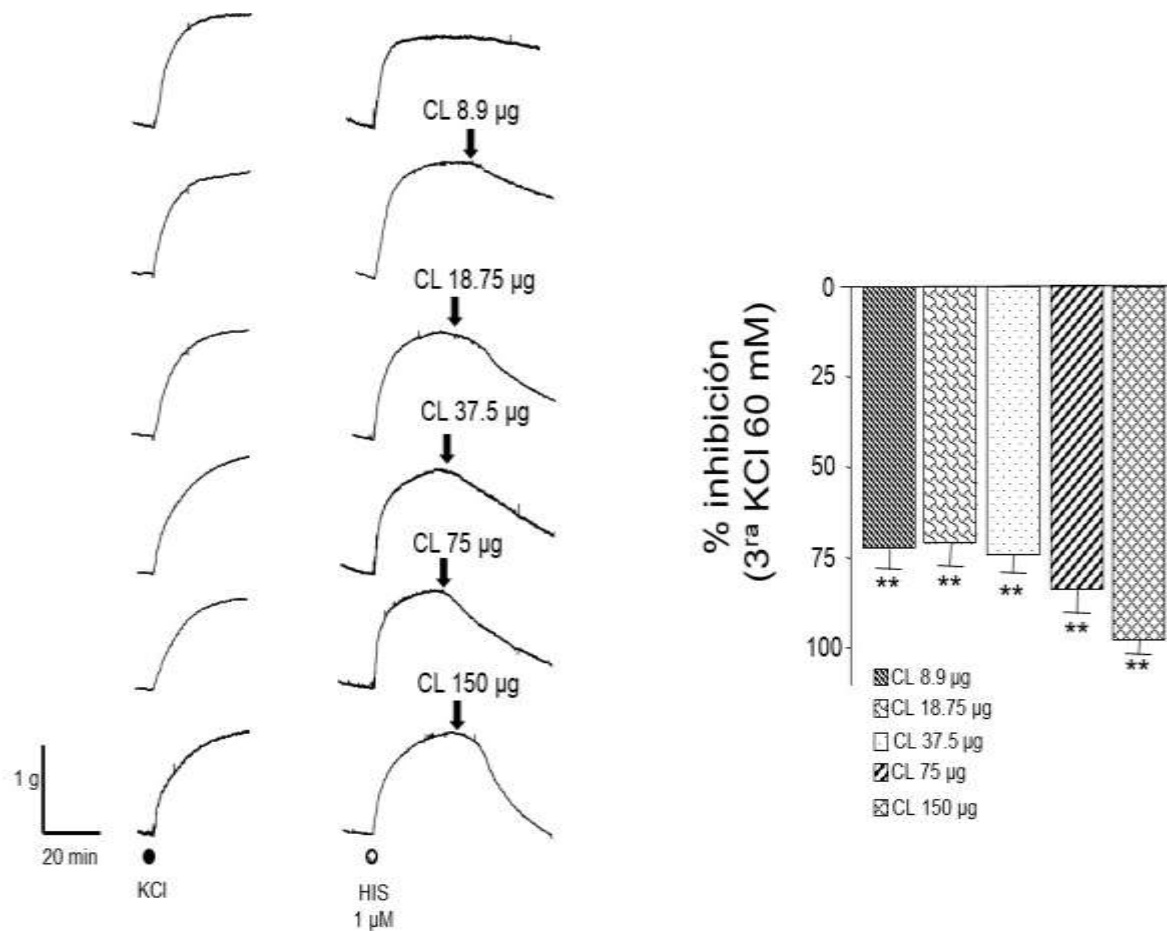 CL 8.9 µg
CL 18.75 µg
CL 37.5 µg
CL 75 µg
CL 150 µg
1 g
20 min
KCl
HIS
1 µM
% inhibición
(3ra KCl 60 mM)
0
25
50
75
100
**
**
**
**
**
CL 8.9 µg
CL 18.75 µg
CL 37.5 µg
CL 75 µg
CL 150 µg